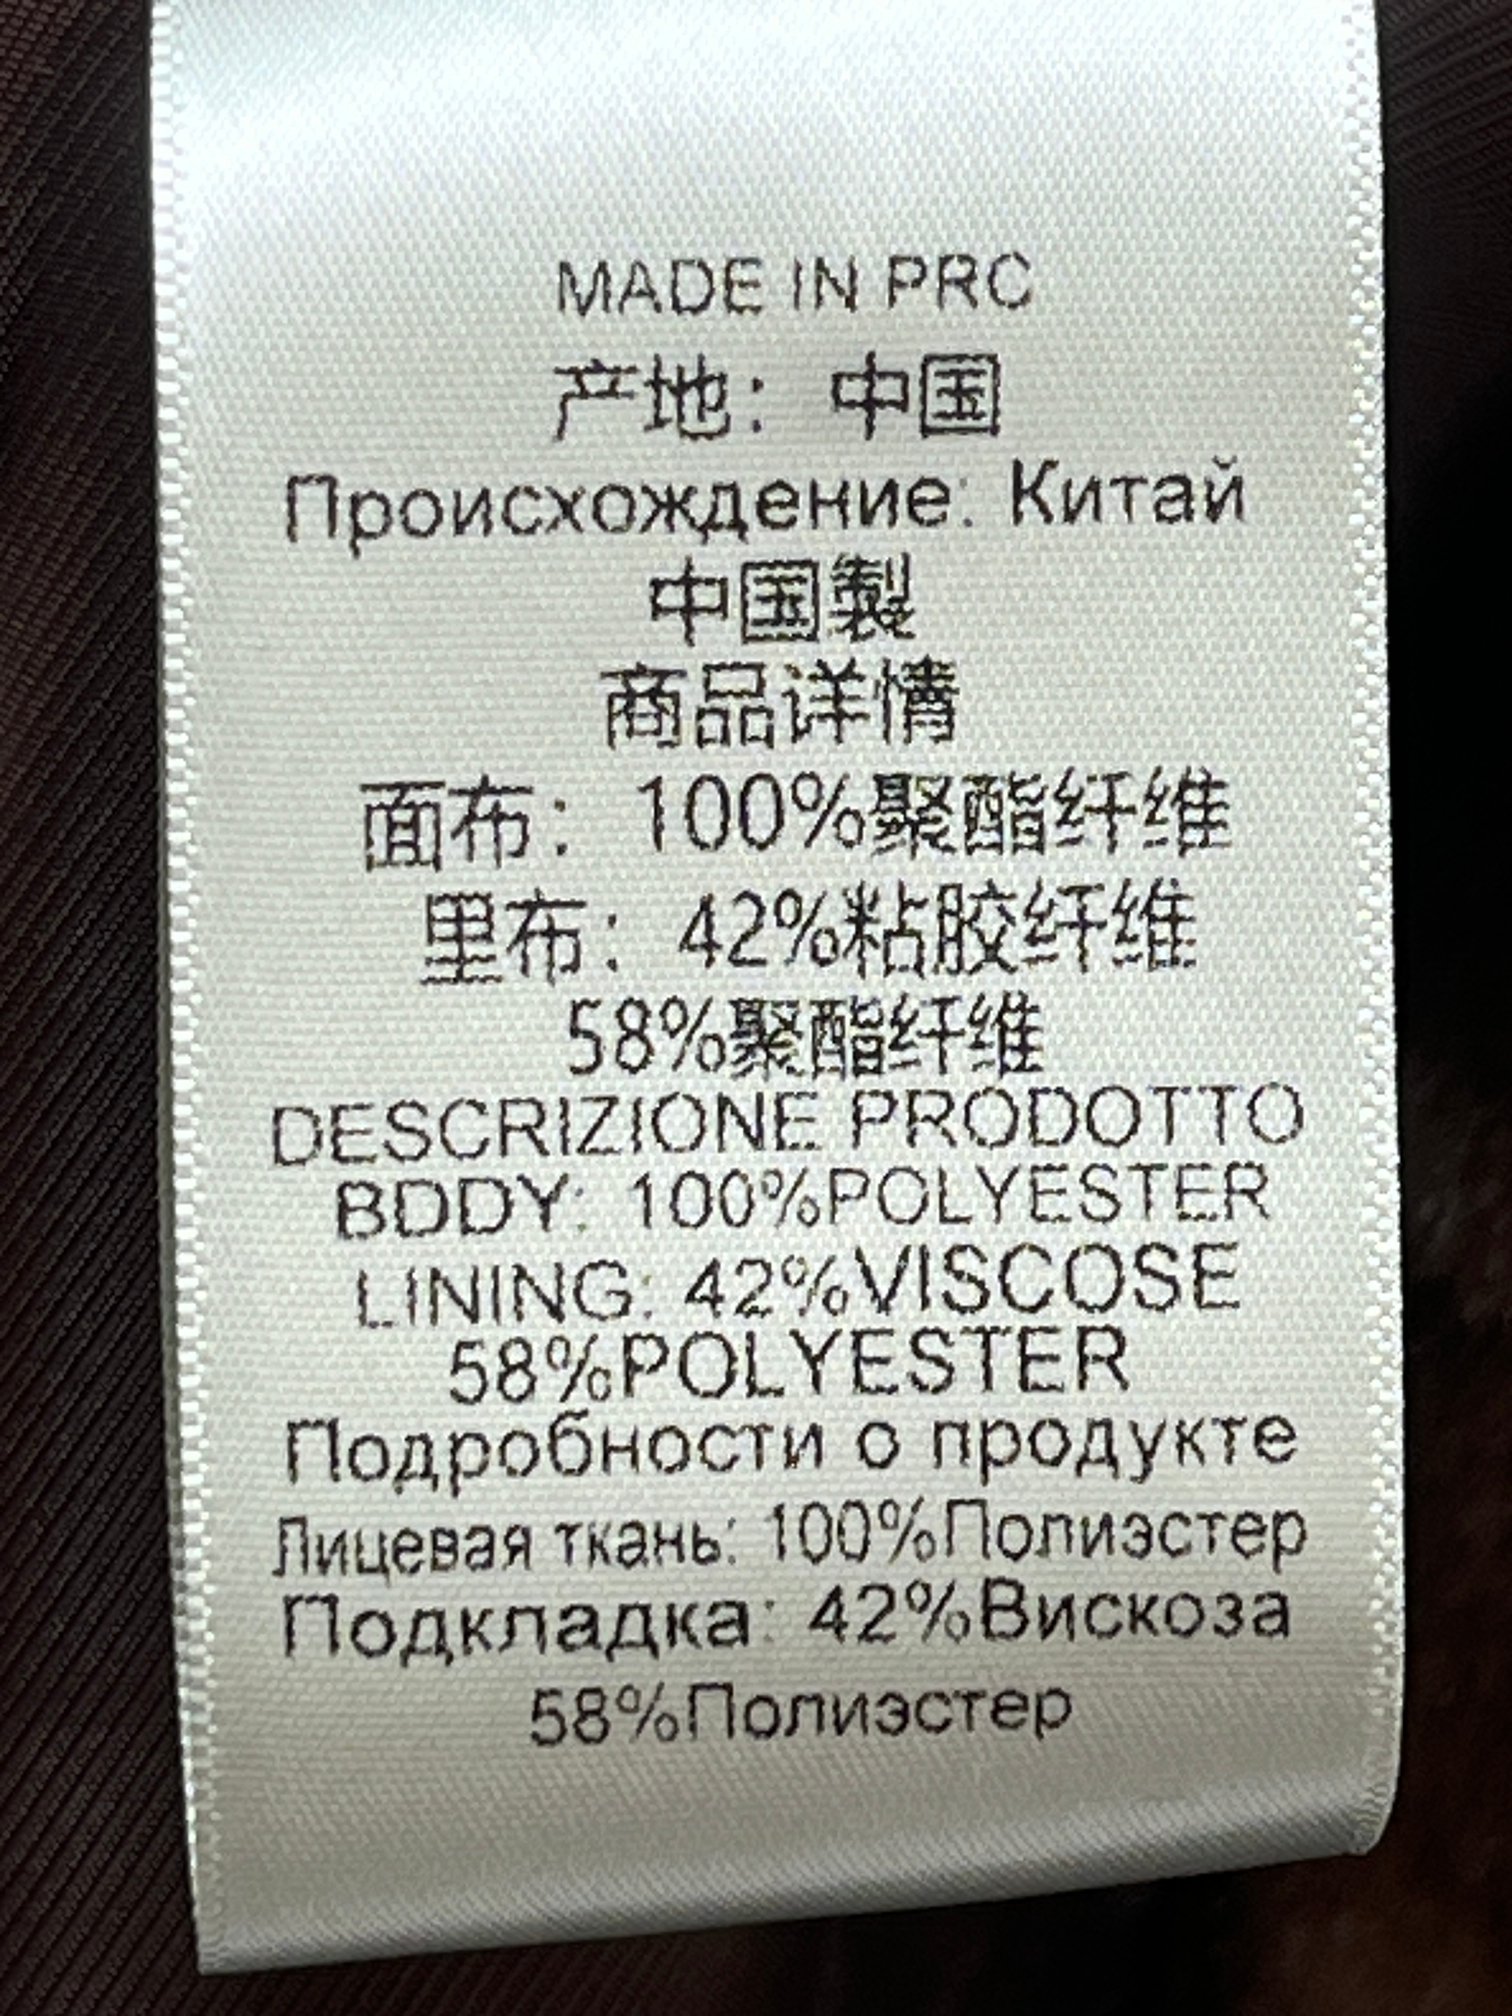 MADE IN PRC
产地：中国
Происхождение: Китай
中国製
商品详情
面布：100%聚酯纤维
里布：42%粘胶纤维
58%聚酯纤维
DESCRIZIONE PRODOTTO
BODY: 100%POLYESTER
LINING: 42%VISCOSE
58%POLYESTER
Подробности о продукте
Лицевая ткань: 100%Полиэстер
Подкладка: 42%Вискоза
58%Полиэстер